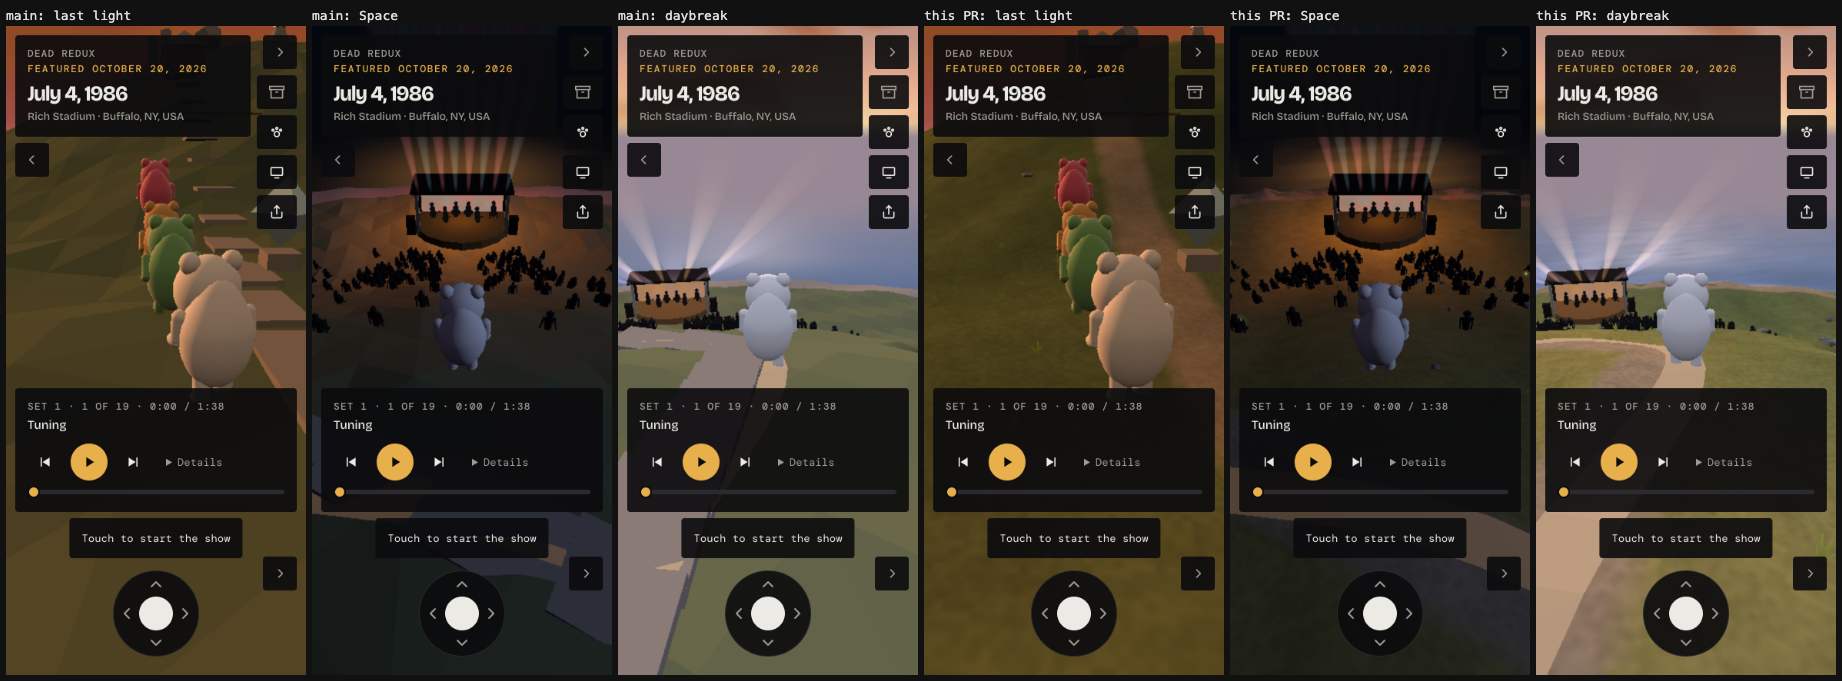 main: last light
DEAD REDUX
FEATURED OCTOBER 20, 2026
July 4, 1986
Rich Stadium · Buffalo, NY, USA
SET 1 · 1 OF 19 · 0:00 / 1:38
Tuning
Details
Touch to start the show
main: Space
DEAD REDUX
FEATURED OCTOBER 20, 2026
July 4, 1986
Rich Stadium · Buffalo, NY, USA
SET 1 · 1 OF 19 · 0:00 / 1:38
Tuning
Details
Touch to start the show
main: daybreak
DEAD REDUX
FEATURED OCTOBER 20, 2026
July 4, 1986
Rich Stadium · Buffalo, NY, USA
SET 1 · 1 OF 19 · 0:00 / 1:38
Tuning
Details
Touch to start the show
this PR: last light
DEAD REDUX
FEATURED OCTOBER 20, 2026
July 4, 1986
Rich Stadium · Buffalo, NY, USA
SET 1 · 1 OF 19 · 0:00 / 1:38
Tuning
Details
Touch to start the show
this PR: Space
DEAD REDUX
FEATURED OCTOBER 20, 2026
July 4, 1986
Rich Stadium · Buffalo, NY, USA
SET 1 · 1 OF 19 · 0:00 / 1:38
Tuning
Details
Touch to start the show
this PR: daybreak
DEAD REDUX
FEATURED OCTOBER 20, 2026
July 4, 1986
Rich Stadium · Buffalo, NY, USA
SET 1 · 1 OF 19 · 0:00 / 1:38
Tuning
Details
Touch to start the show